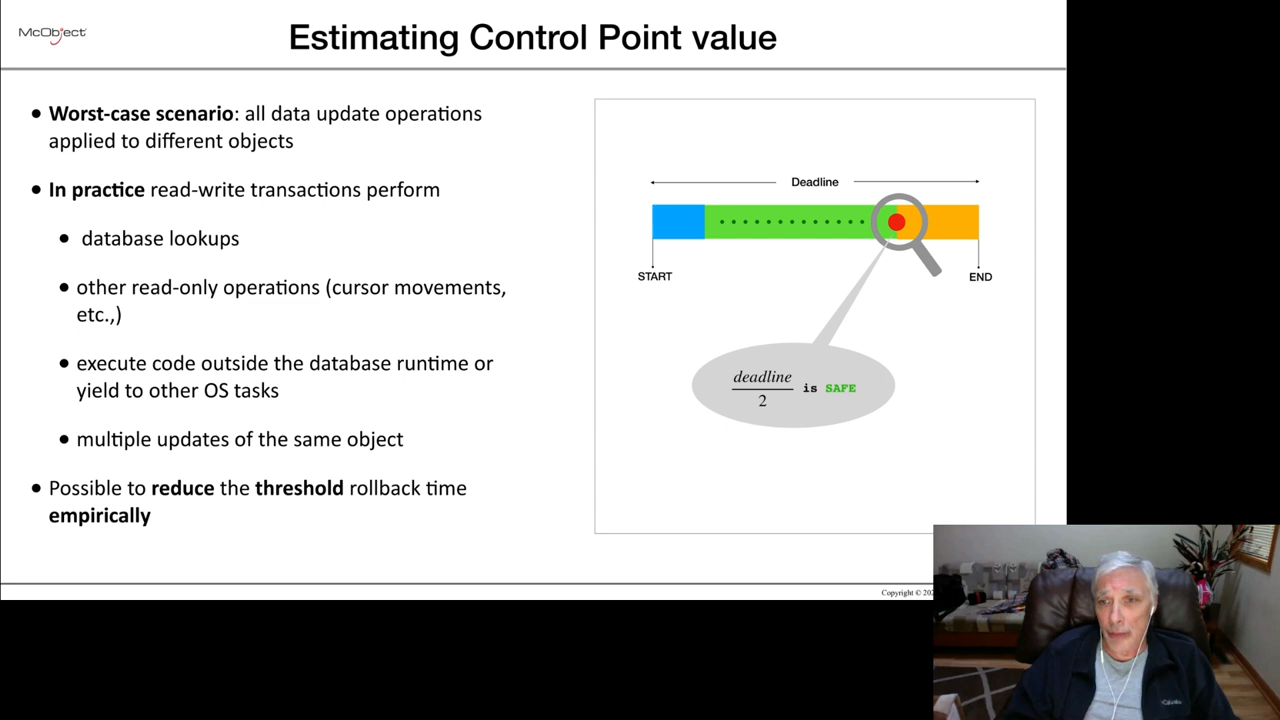 McObject
Estimating Control Point value
• Worst-case scenario: all data update operations
applied to different objects
• In practice read-write transactions perform
• database lookups
• other read-only operations (cursor movements,
etc.,)
• execute code outside the database runtime or
yield to other OS tasks
• multiple updates of the same object
• Possible to reduce the threshold rollback time
empirically
Deadline
START
END
deadline
2
is SAFE
Copyright ©
Columbia